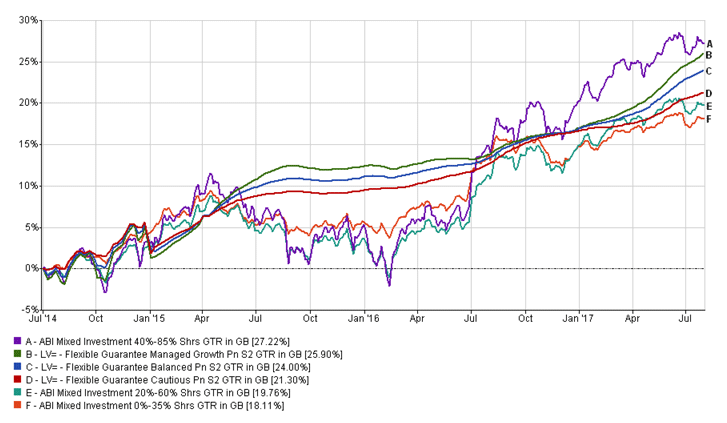 30%
25%
20%
15%
10%
5%
0%
-5%
A
B
C
D
E
F
Jul '14 Oct Jan '15 Apr Jul Oct Jan '16 Apr Jul Oct Jan '17 Apr Jul
A - ABI Mixed Investment 40%-85% Shrs GTR in GB [27.22%]
B - LV= - Flexible Guarantee Managed Growth Pn S2 GTR in GB [25.90%]
C - LV= - Flexible Guarantee Balanced Pn S2 GTR in GB [24.00%]
D - LV= - Flexible Guarantee Cautious Pn S2 GTR in GB [21.30%]
E - ABI Mixed Investment 20%-60% Shrs GTR in GB [19.76%]
F - ABI Mixed Investment 0%-35% Shrs GTR in GB [18.11%]